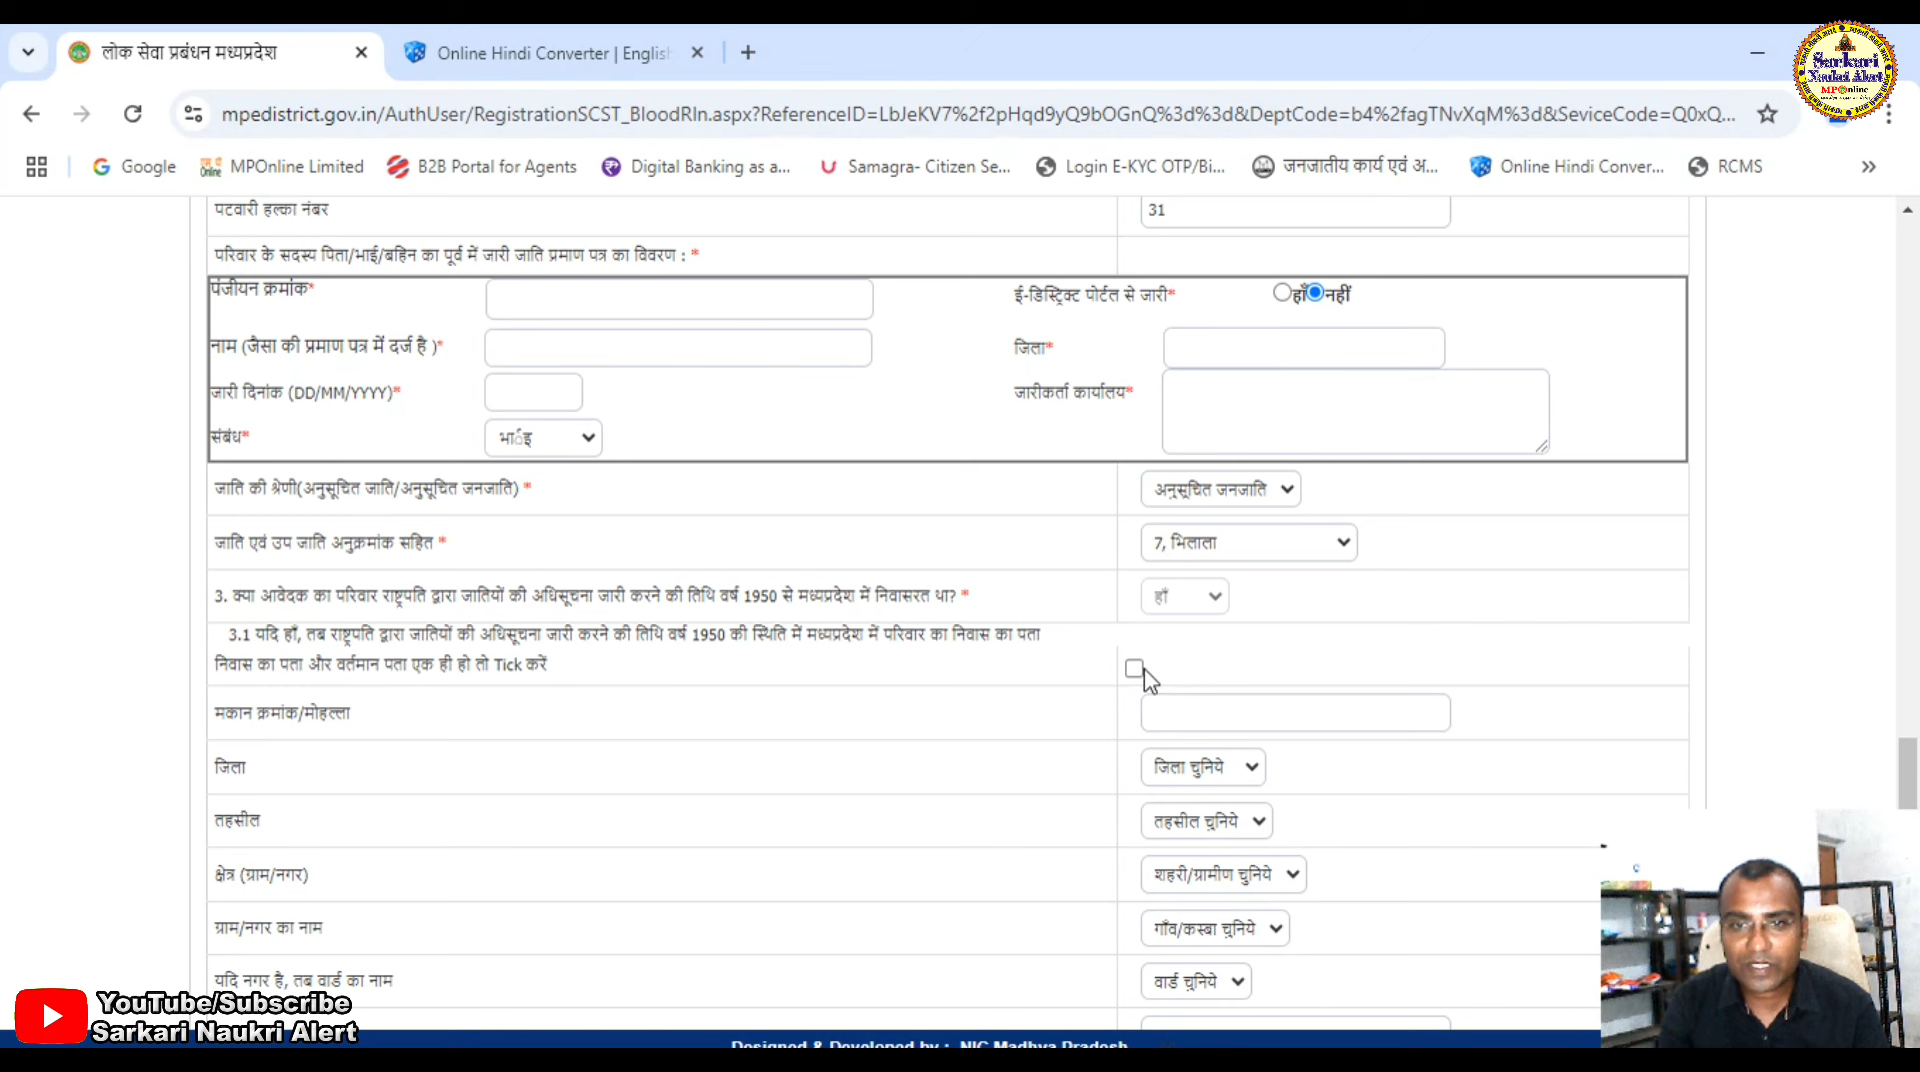 लोक सेवा प्रबंधन मध्यप्रदेश
Online Hindi Converter | English
Sarkari Naukri Alert
MPOnline
mpedistrict.gov.in/AuthUser/RegistrationSCST_BloodRln.aspx?ReferenceID=LbJeKV7%2f2pHqd9yQ9bOGnQ%3d%3d&DeptCode=b4%2fagTNvXqM%3d&SeviceCode=Q0xQ...
Google
MPOnline Limited
B2B Portal for Agents
Digital Banking as a...
Samagra- Citizen Se...
Login E-KYC OTP/Bi...
जनजातीय कार्य एवं अ...
Online Hindi Conver...
RCMS
पटवारी हल्का नंबर
31
परिवार के सदस्य पिता/भाई/बहिन का पूर्व में जारी जाति प्रमाण पत्र का विवरण : *
पंजीयन क्रमांक*
ई-डिस्ट्रिक्ट पोर्टल से जारी*
हाँ नहीं
नाम (जैसा की प्रमाण पत्र में दर्ज है )*
जिला*
जारी दिनांक (DD/MM/YYYY)*
जारीकर्ता कार्यालय*
संबंध*
जाति की श्रेणी(अनुसूचित जाति/अनुसूचित जनजाति) *
अनुसूचित जनजाति
जाति एवं उप जाति अनुक्रमांक सहित *
7, भिलाला
3. क्या आवेदक का परिवार राष्ट्रपति द्वारा जातियों की अधिसूचना जारी करने की तिथि वर्ष 1950 से मध्यप्रदेश में निवासरत था? *
हाँ
3.1 यदि हाँ, तब राष्ट्रपति द्वारा जातियों की अधिसूचना जारी करने की तिथि वर्ष 1950 की स्थिति में मध्यप्रदेश में परिवार का निवास का पता
निवास का पता और वर्तमान पता एक ही हो तो Tick करें
मकान क्रमांक/मोहल्ला
जिला
जिला चुनिये
तहसील
तहसील चुनिये
क्षेत्र (ग्राम/नगर)
शहरी/ग्रामीण चुनिये
ग्राम/नगर का नाम
गाँव/कस्बा चुनिये
यदि नगर है, तब वार्ड का नाम
वार्ड चुनिये
YouTube/Subscribe
Sarkari Naukri Alert
Designed & Developed by : NIC Madhya Pradesh